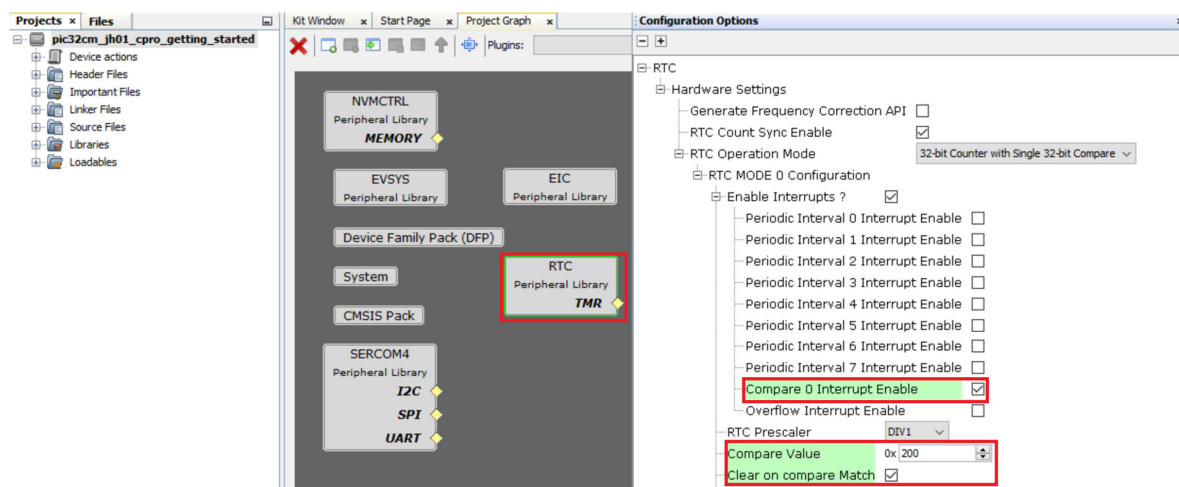 Projects x Files
pic32cm_jh01_cpro_getting_started
Device actions
Header Files
Important Files
Linker Files
Source Files
Libraries
Loadables
Kit Window x Start Page x Project Graph x
Plugins:
NVMCTRL
Peripheral Library
MEMORY
EVSYS
Peripheral Library
EIC
Peripheral Library
Device Family Pack (DFP)
System
RTC
Peripheral Library
TMR
CMSIS Pack
SERCOM4
Peripheral Library
I2C
SPI
UART
Configuration Options
RTC
Hardware Settings
Generate Frequency Correction API
RTC Count Sync Enable
RTC Operation Mode 32-bit Counter with Single 32-bit Compare
RTC MODE 0 Configuration
Enable Interrupts ?
Periodic Interval 0 Interrupt Enable
Periodic Interval 1 Interrupt Enable
Periodic Interval 2 Interrupt Enable
Periodic Interval 3 Interrupt Enable
Periodic Interval 4 Interrupt Enable
Periodic Interval 5 Interrupt Enable
Periodic Interval 6 Interrupt Enable
Periodic Interval 7 Interrupt Enable
Compare 0 Interrupt Enable
Overflow Interrupt Enable
RTC Prescaler DIV1
Compare Value 0x 200
Clear on compare Match